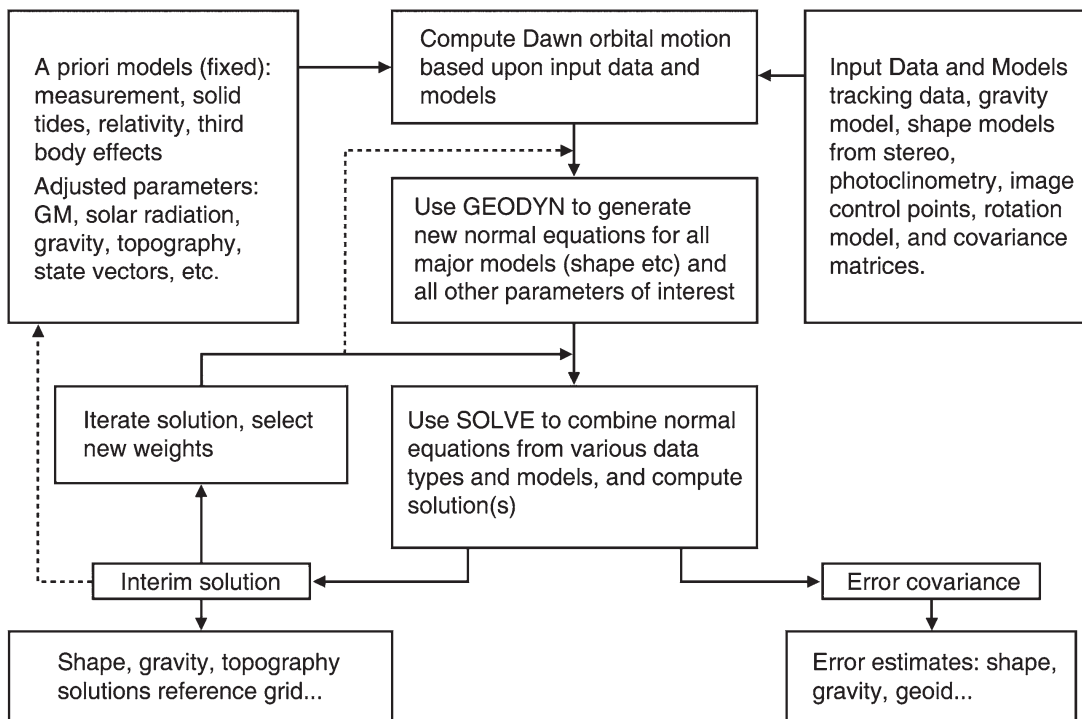 A priori models (fixed):
measurement, solid
tides, relativity, third
body effects
Adjusted parameters:
GM, solar radiation,
gravity, topography,
state vectors, etc.
Compute Dawn orbital motion
based upon input data and
models
Input Data and Models
tracking data, gravity
model, shape models
from stereo,
photoclinometry, image
control points, rotation
model, and covariance
matrices.
Use GEODYN to generate
new normal equations for all
major models (shape etc) and
all other parameters of interest
Iterate solution, select
new weights
Use SOLVE to combine normal
equations from various data
types and models, and compute
solution(s)
Interim solution
Error covariance
Shape, gravity, topography
solutions reference grid...
Error estimates: shape,
gravity, geoid...